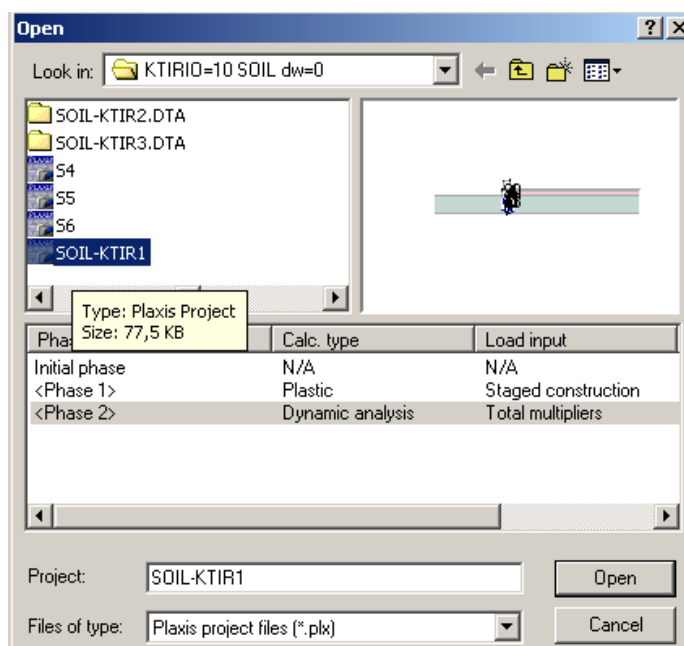 Open
Look in: KTIRIO=10 SOIL dw=0
SOIL-KTIR2.DTA
SOIL-KTIR3.DTA
S4
S5
S6
SOIL-KTIR1
Type: Plaxis Project
Size: 77,5 KB
Pha Calc. type Load input
Initial phase N/A N/A
<Phase 1> Plastic Staged construction
<Phase 2> Dynamic analysis Total multipliers
Project: SOIL-KTIR1 Open
Files of type: Plaxis project files (*.plx) Cancel